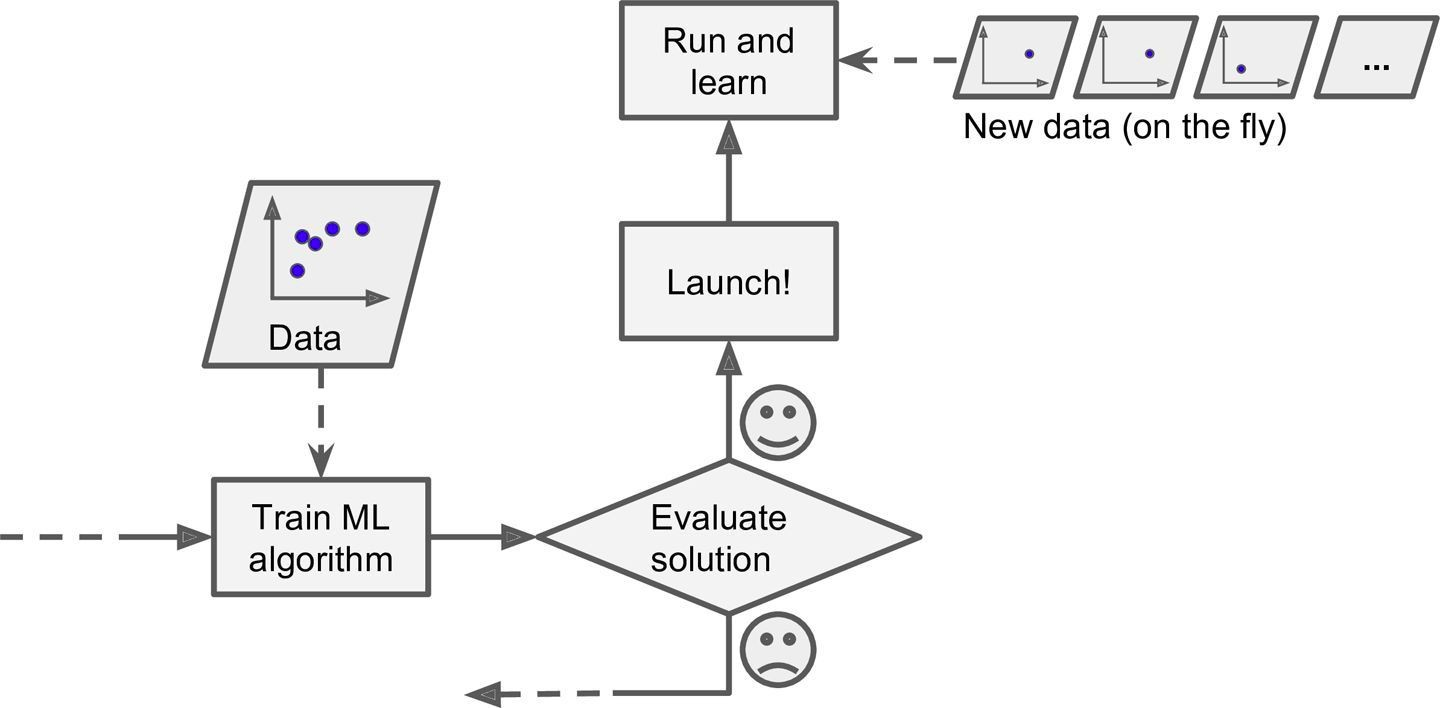 Run and
learn
...
New data (on the fly)
Launch!
Data
Train ML
algorithm
Evaluate
solution